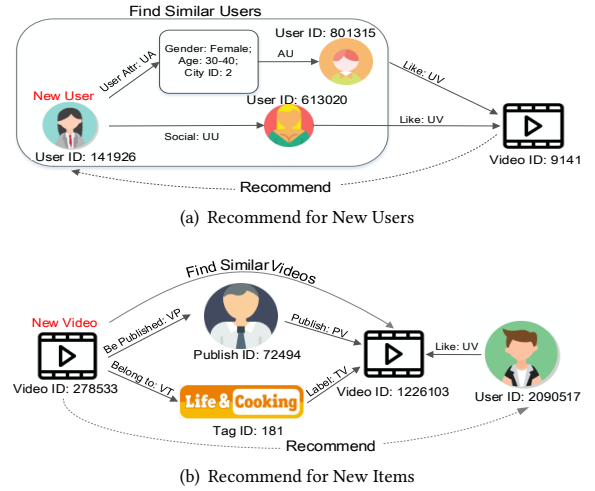 Find Similar Users
User ID: 801315
Gender: Female;
Age: 30-40;
City ID: 2
User Attr: UA
AU
Like: UV
New User
User ID: 613020
Social: UU
Like: UV
User ID: 141926
Video ID: 9141
Recommend
(a) Recommend for New Users
Find Similar Videos
New Video
Be Published: VP
Publish: PV
Publish ID: 72494
Like: UV
Video ID: 278533
Belong to: VT
Life & Cooking
Label: TV
Video ID: 1226103
User ID: 2090517
Tag ID: 181
Recommend
(b) Recommend for New Items